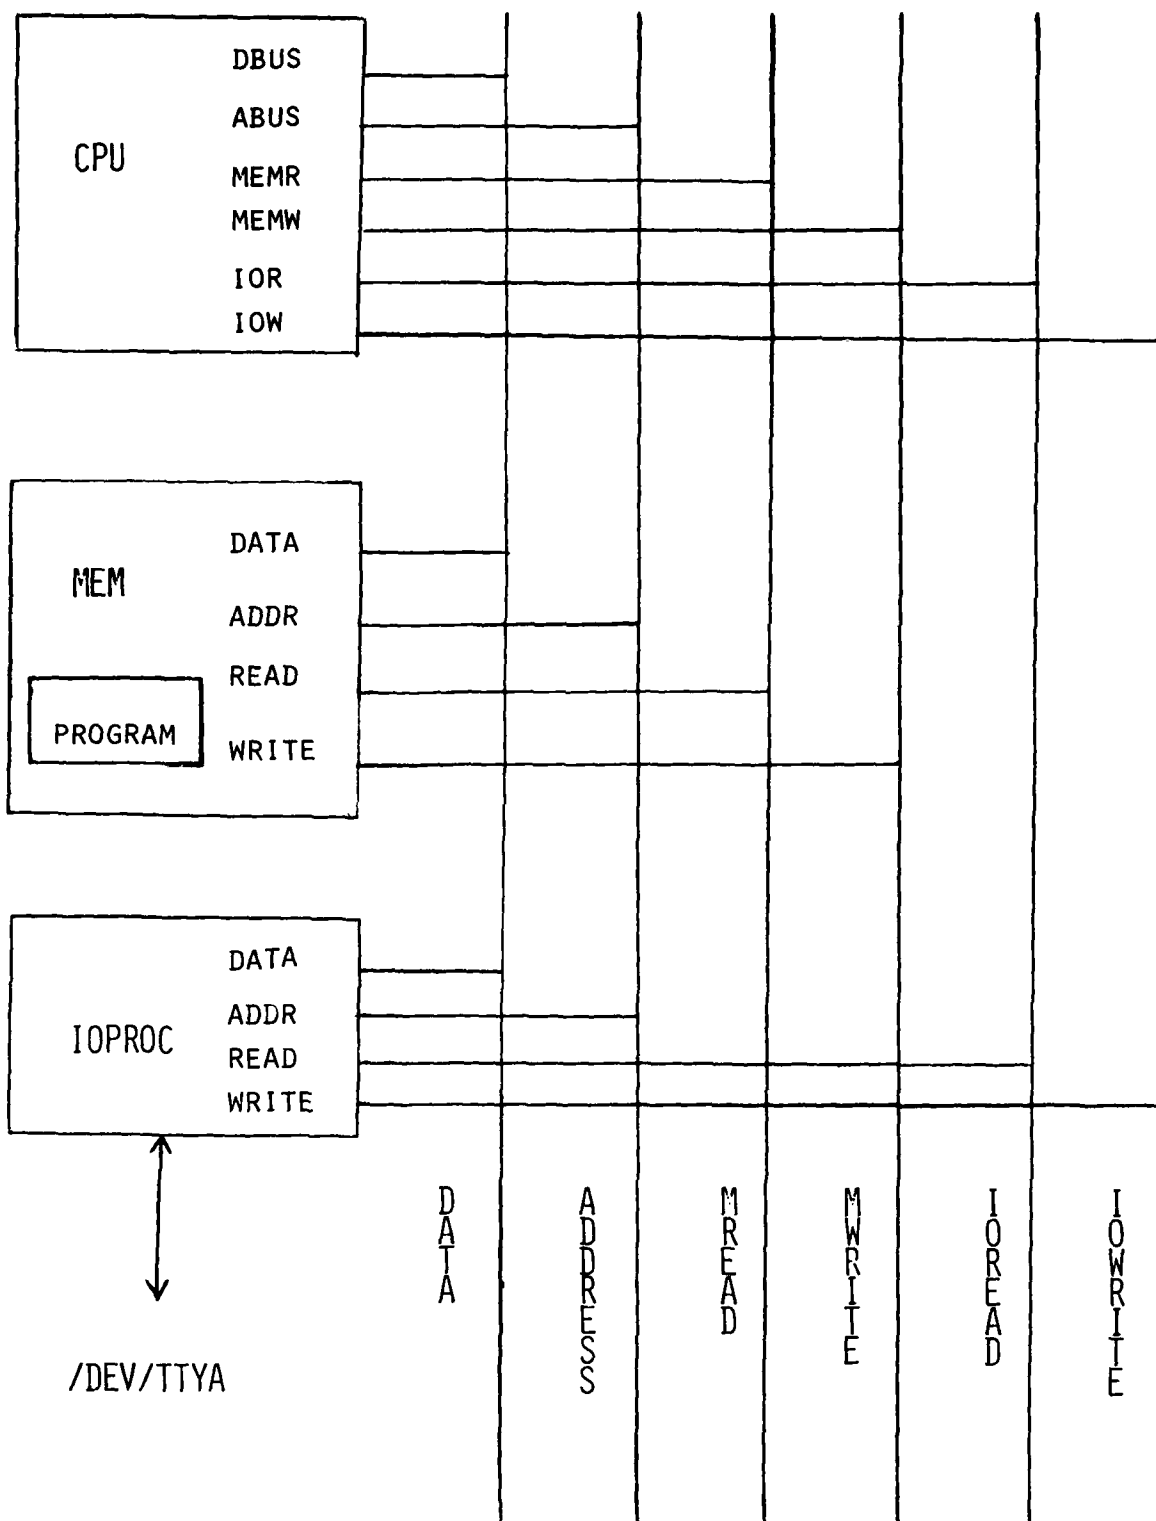 DBUS
ABUS
CPU
MEMR
MEMW
IOR
IOW
DATA
MEM
ADDR
READ
PROGRAM
WRITE
DATA
ADDR
IOPROC
READ
WRITE
DATA
ADDRESS
MREAD
MWRITE
IOREAD
IOWRITE
/DEV/TTYA